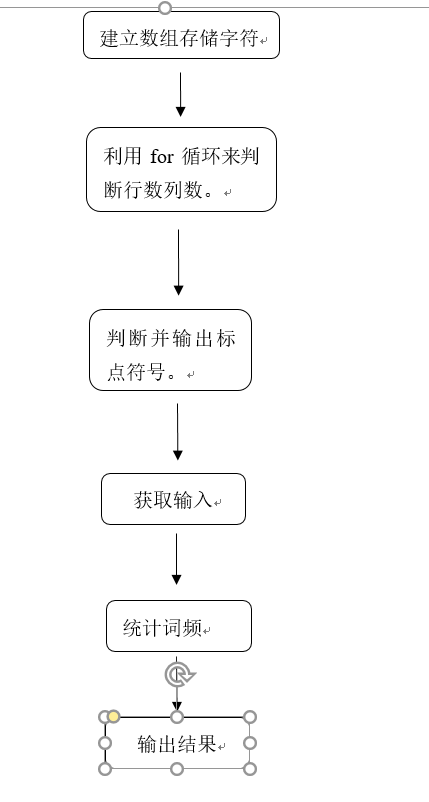 建立数组存储字符
利用 for 循环来判
断行数列数。
判断并输出标
点符号。
获取输入
统计词频
输出结果